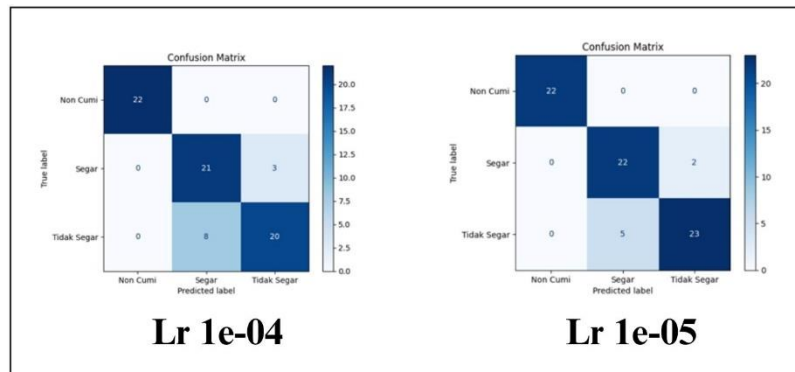 Confusion Matrix
Non Cumi 22 0 0
Segar 0 21 3
Tidak Segar 0 8 20
True label
Non Cumi Segar Tidak Segar
Predicted label
20.0
17.5
15.0
12.5
10.0
7.5
5.0
2.5
0.0
Lr 1e-04
Confusion Matrix
Non Cumi 22 0 0
Segar 0 22 2
Tidak Segar 0 5 23
True label
Non Cumi Segar Tidak Segar
Predicted label
20
15
10
5
0
Lr 1e-05